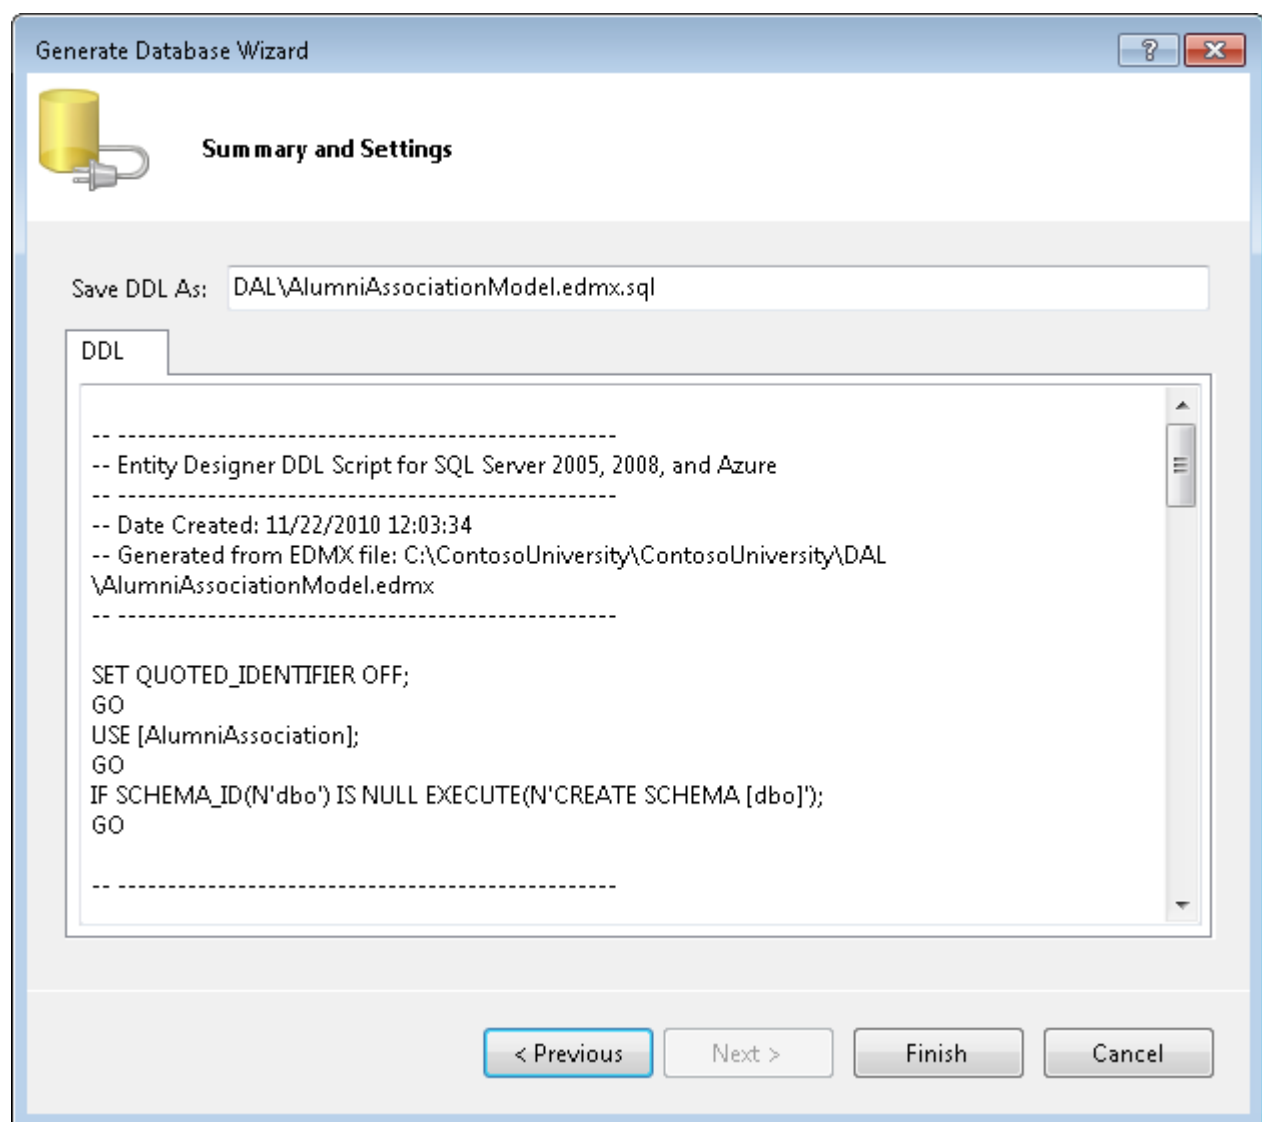 Generate Database Wizard
Summary and Settings
Save DDL As: DAL\AlumniAssociationModel.edmx.sql
DDL
-- --------------------------------------------------
-- Entity Designer DDL Script for SQL Server 2005, 2008, and Azure
-- --------------------------------------------------
-- Date Created: 11/22/2010 12:03:34
-- Generated from EDMX file: C:\ContosoUniversity\ContosoUniversity\DAL
\AlumniAssociationModel.edmx
-- --------------------------------------------------
SET QUOTED_IDENTIFIER OFF;
GO
USE [AlumniAssociation];
GO
IF SCHEMA_ID(N'dbo') IS NULL EXECUTE(N'CREATE SCHEMA [dbo]');
GO
-- --------------------------------------------------
< Previous Next > Finish Cancel